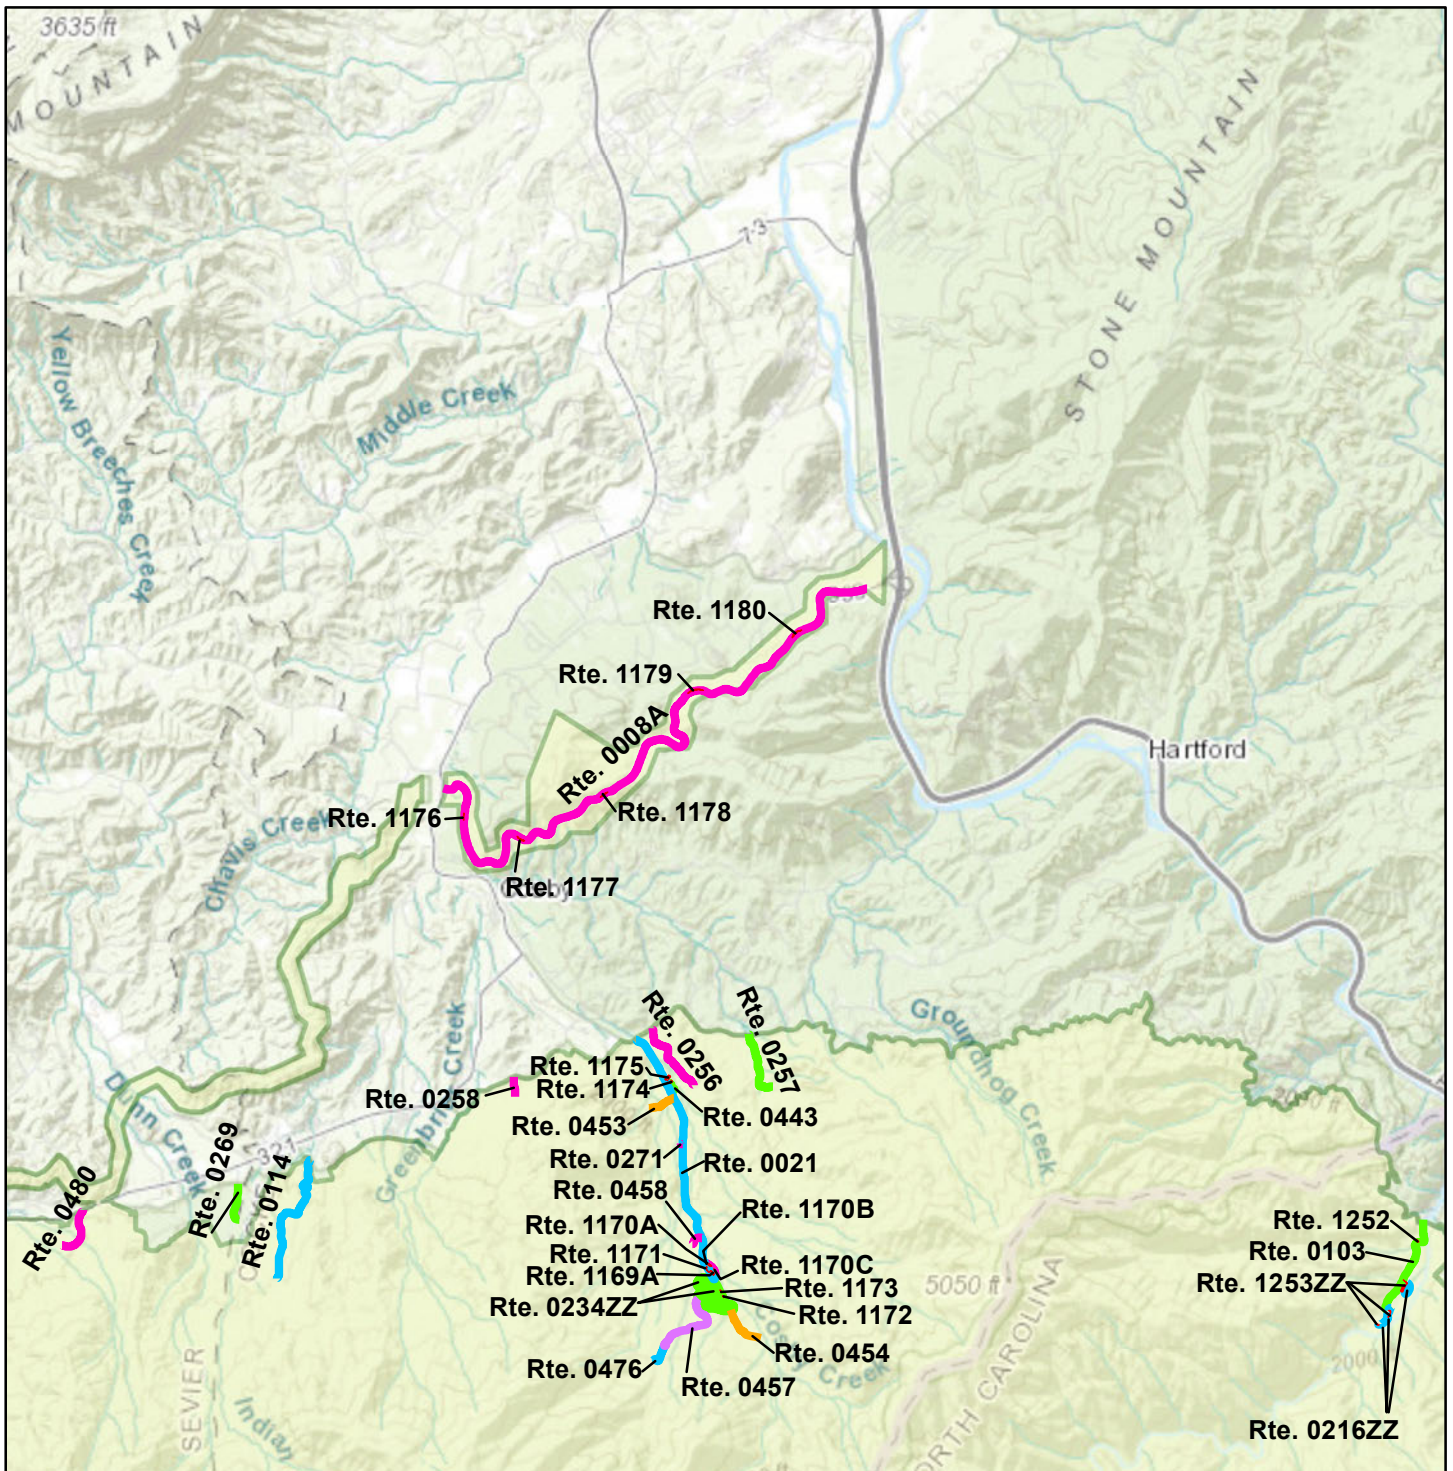 3635 ft
MOUNTAIN
STONE MOUNTAIN
73
Yellow Breeches Creek
Middle Creek
Rte. 1180
Rte. 1179
Rte. 0008A
Hartford
Rte. 1178
Rte. 1176
Chavis Creek
Rte. 1177
Groundhog Creek
Rte. 0256
Rte. 0257
Rte. 1175
Rte. 1174
Rte. 0258
Rte. 0443
Rte. 0453
Dunn Creek
Greenbrier Creek
321
Rte. 0269
Rte. 0271
Rte. 0021
Rte. 0480
Rte. 0114
Rte. 0458
Rte. 1170B
Rte. 1170A
Rte. 1171
Rte. 1170C
Rte. 1169A
Rte. 1173
Rte. 0234ZZ
Rte. 1172
5050 ft
Rte. 1252
Rte. 0103
Rte. 1253ZZ
Cosby Creek
Rte. 0454
Rte. 0476
Rte. 0457
2000
SEVIER
Indian
ORTH CAROLINA
Rte. 0216ZZ